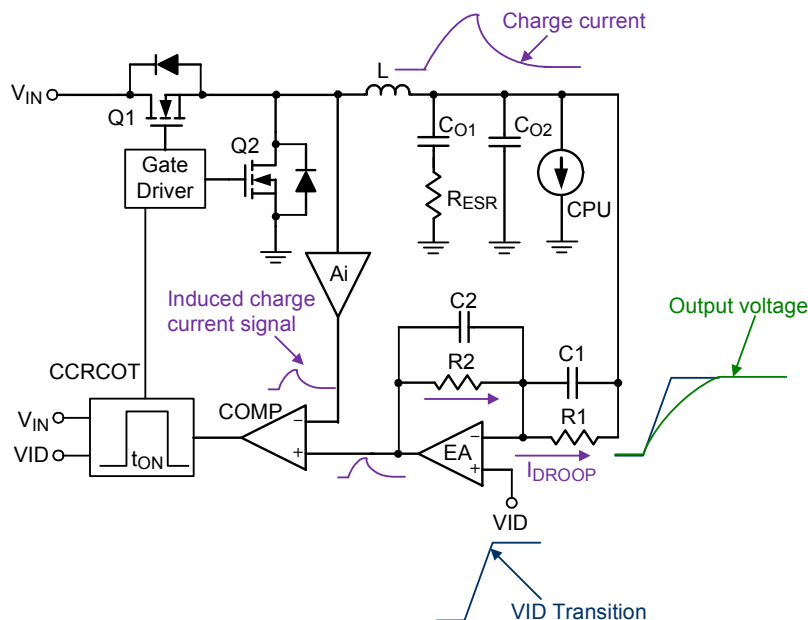 Charge current
L
VIN
Q1
Q2
CO1
CO2
Gate
Driver
RESR
CPU
Ai
Induced charge
current signal
C2
Output voltage
R2
C1
CCRCOT
COMP
R1
VIN
VID
tON
−
+
EA
−
+
IDROOP
VID
VID Transition